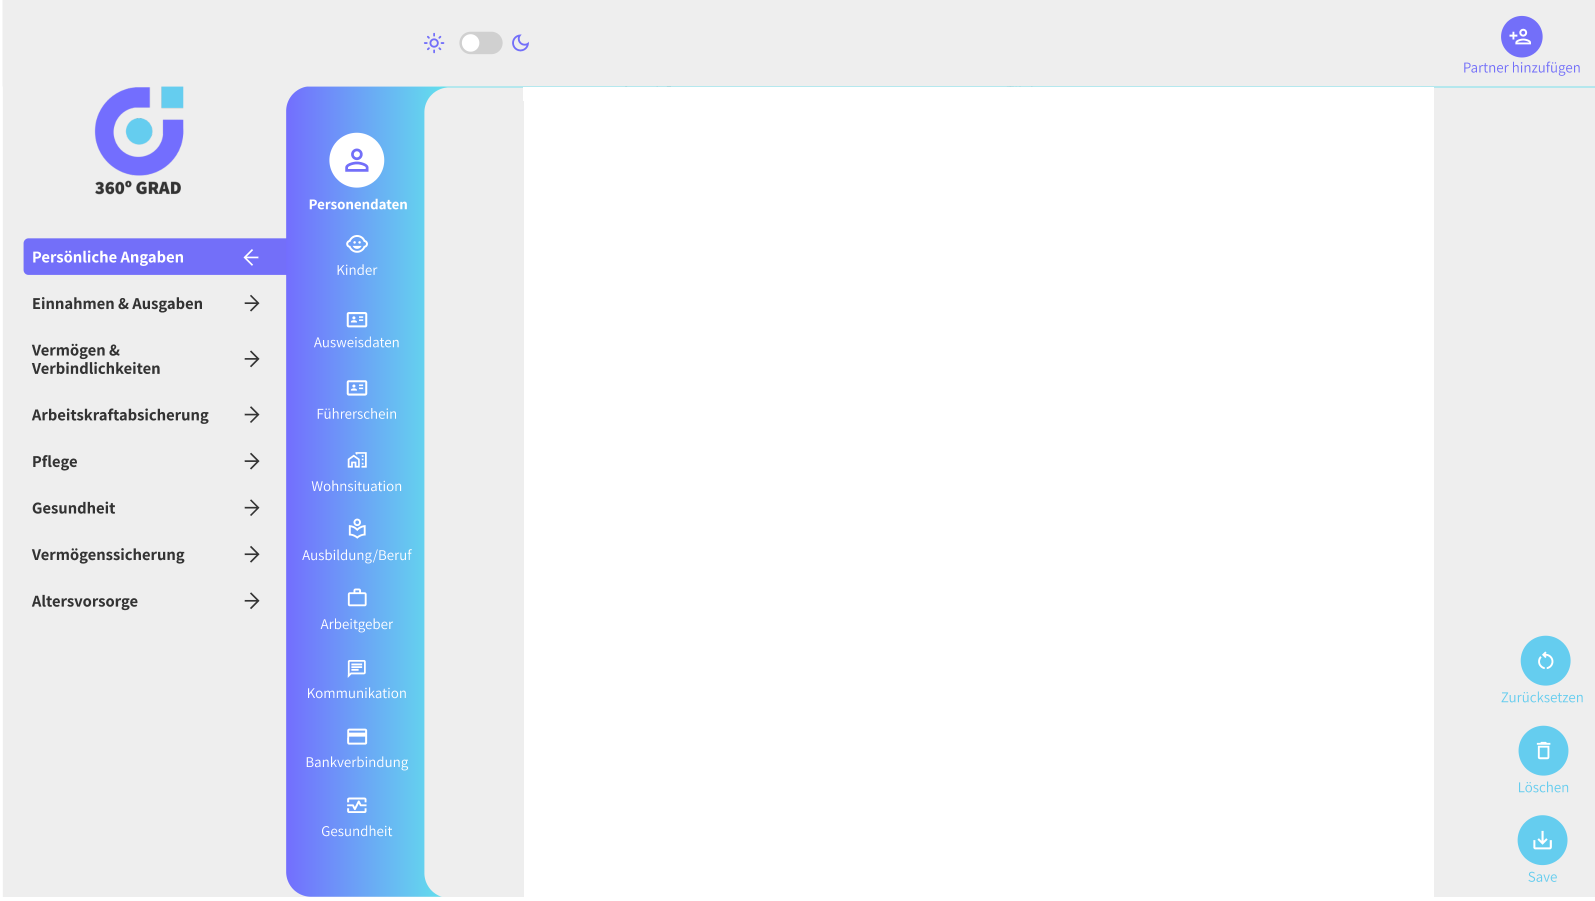 Partner hinzufügen
360° GRAD
Persönliche Angaben
Einnahmen & Ausgaben
Vermögen &
Verbindlichkeiten
Arbeitskraftabsicherung
Pflege
Gesundheit
Vermögenssicherung
Altersvorsorge
Personendaten
Kinder
Ausweisdaten
Führerschein
Wohnsituation
Ausbildung/Beruf
Arbeitgeber
Kommunikation
Bankverbindung
Gesundheit
Zurücksetzen
Löschen
Save